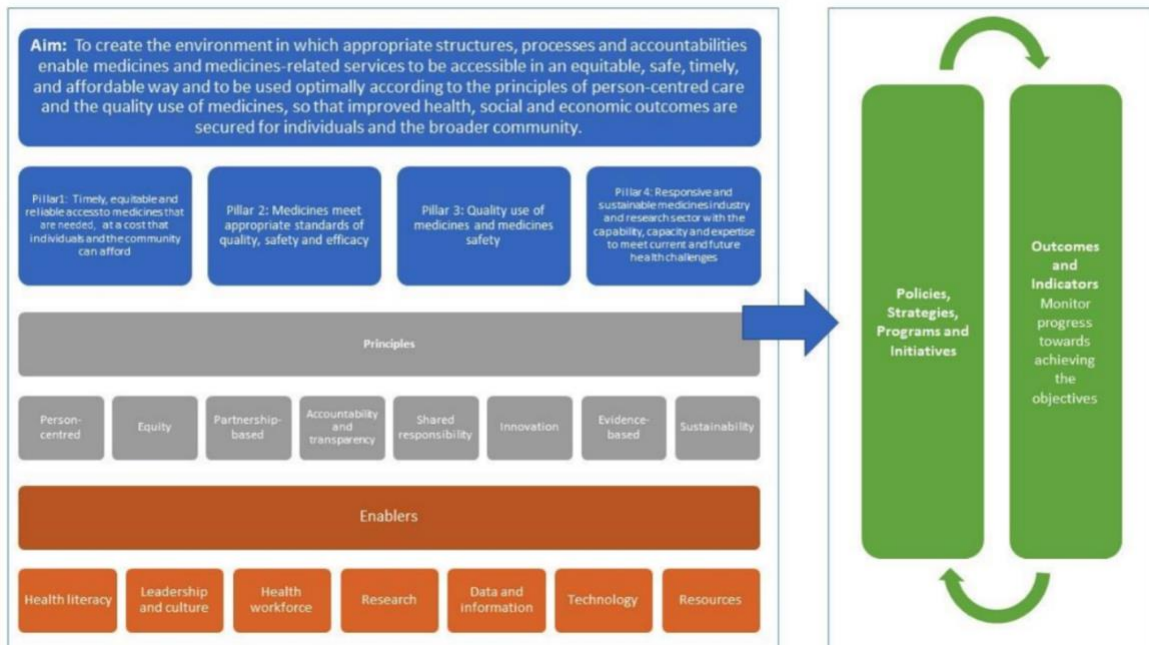 Aim: To create the environment in which appropriate structures, processes and accountabilities
enable medicines and medicines-related services to be accessible in an equitable, safe, timely,
and affordable way and to be used optimally according to the principles of person-centred care
and the quality use of medicines, so that improved health, social and economic outcomes are
secured for individuals and the broader community.
Pillar1: Timely, equitable and
reliable accessto medicines that
are needed, at a cost that
individuals and the community
can afford
Pillar 2: Medicines meet
appropriate standards of
quality, safety and efficacy
Pillar 3: Quality use of
medicines and medicines
safety
Pillar 4: Responsive and
sustainable medicines industry
and research sector with the
capability, capacity and expertise
to meet current and future
health challenges
Principles
Person-
centred
Equity
Partnership-
based
Accountability
and
transparency
Shared
responsibility
Innovation
Evidence-
based
Sustainability
Enablers
Health literacy
Leadership
and culture
Health
workforce
Research
Data and
information
Technology
Resources
Policies,
Strategies,
Programs and
Initiatives
Outcomes
and
Indicators
Monitor
progress
towards
achieving
the
objectives